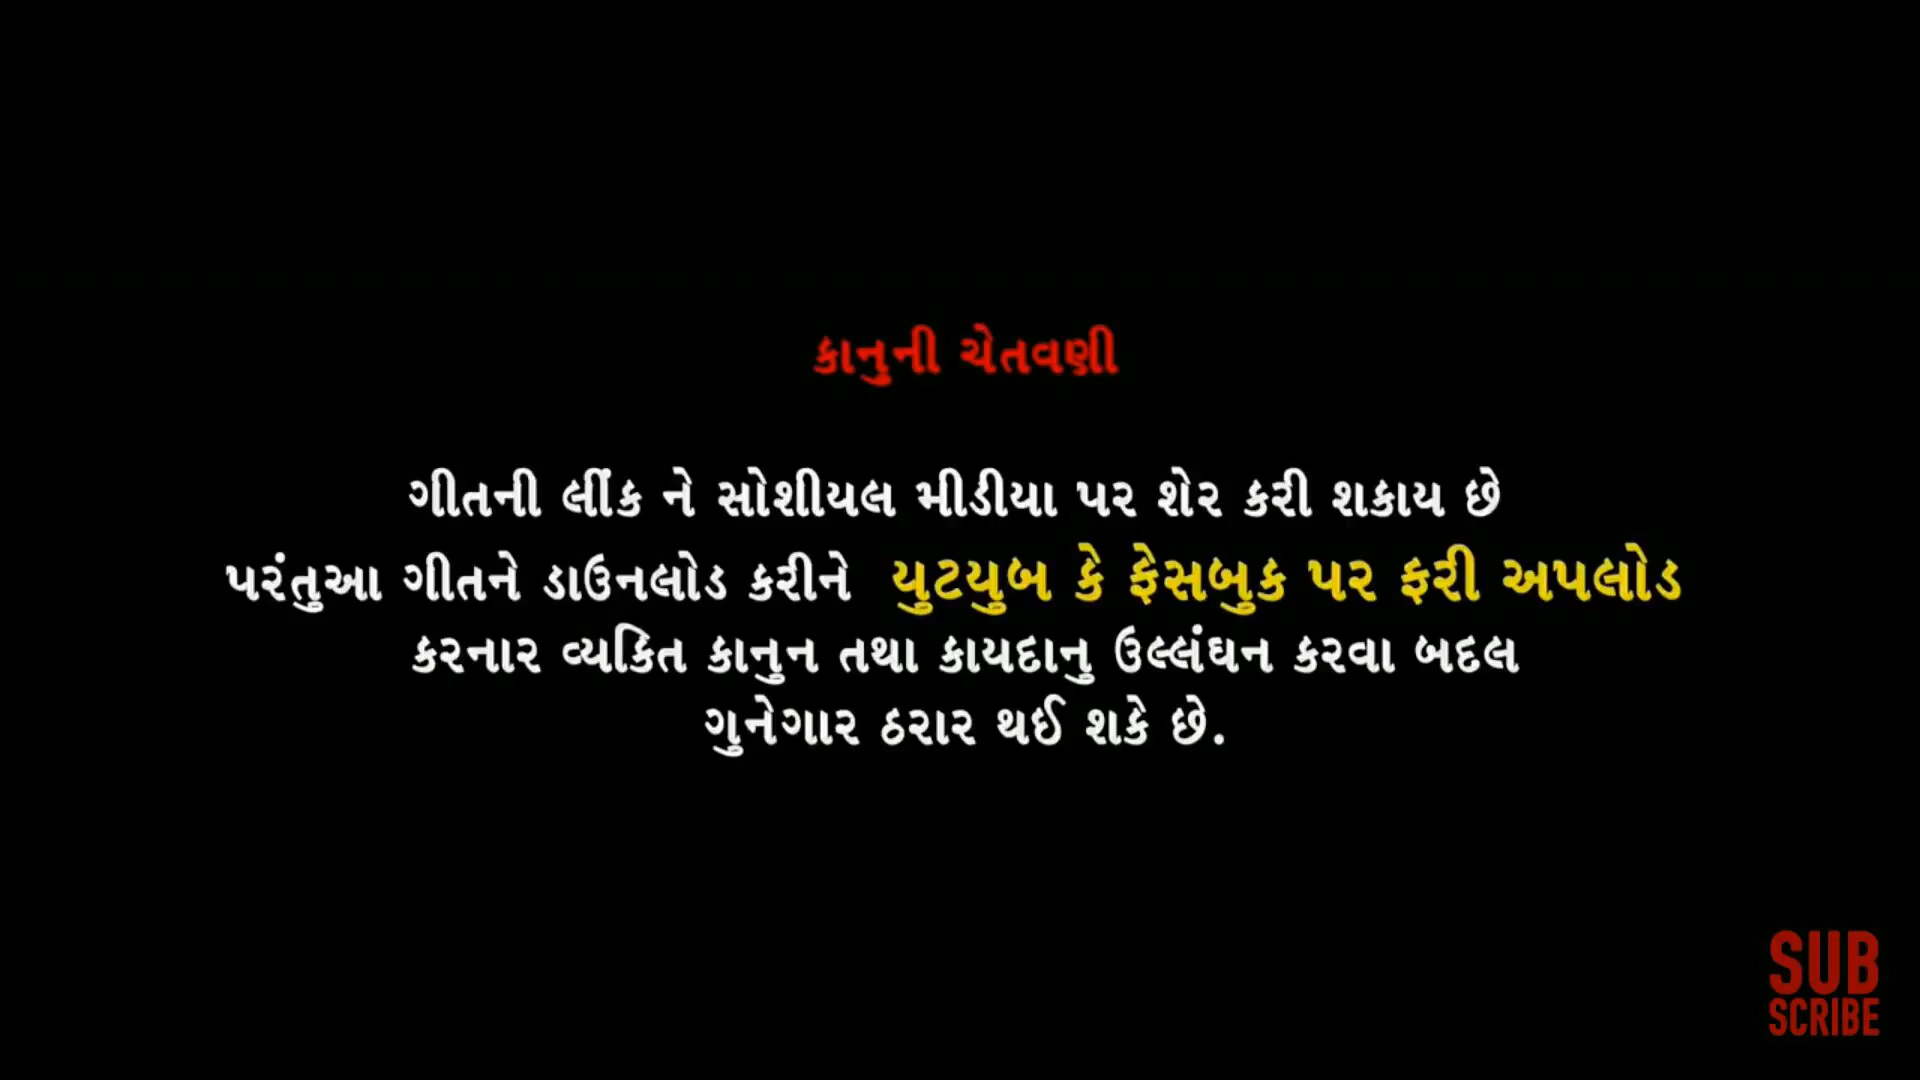 કાનુની ચેતવણી
ગીતની લીંક ને સોશીયલ મીડીયા પર શેર કરી શકાય છે
પરંતુઆ ગીતને ડાઉનલોડ કરીને યુટયુબ કે ફેસબુક પર ફરી અપલોડ
કરનાર વ્યકિત કાનુન તથા કાયદાનુ ઉલ્લંઘન કરવા બદલ
ગુનેગાર ઠરાર થઈ શકે છે.
SUB
SCRIBE